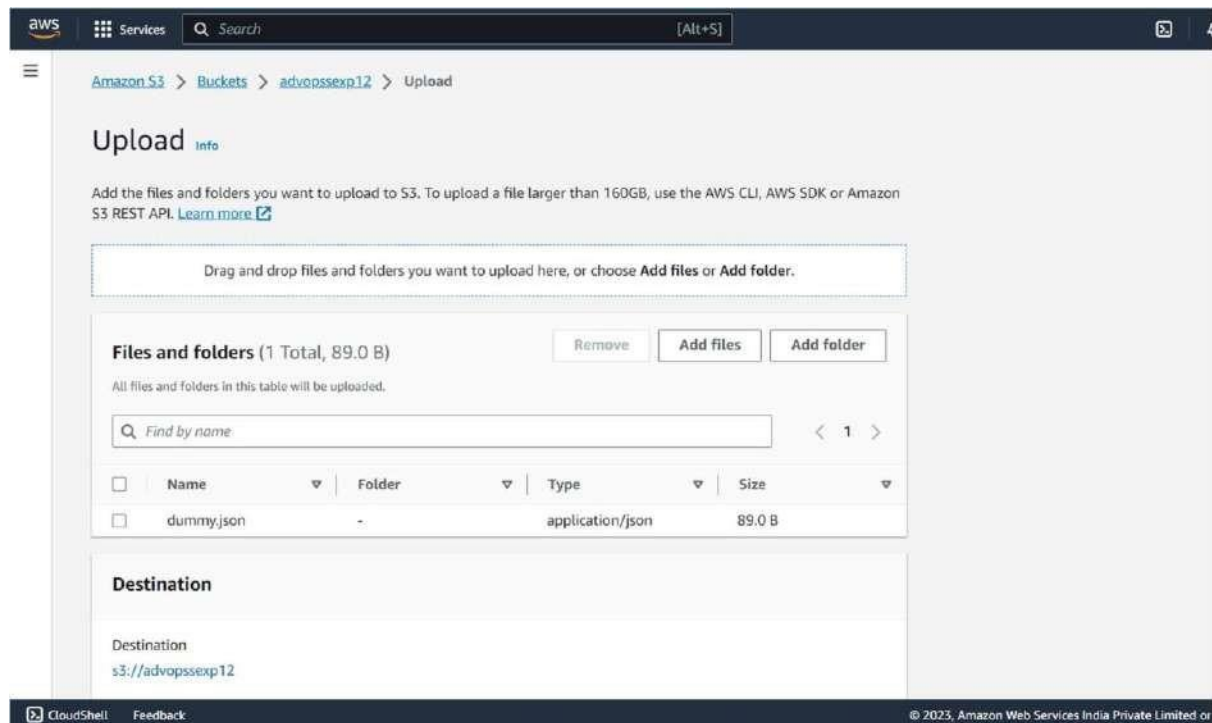 aws Services Search [Alt+S]
Amazon S3 > Buckets > advopssexp12 > Upload
Upload Info
Add the files and folders you want to upload to S3. To upload a file larger than 160GB, use the AWS CLI, AWS SDK or Amazon
S3 REST API. Learn more
Drag and drop files and folders you want to upload here, or choose Add files or Add folder.
Files and folders (1 Total, 89.0 B) Remove Add files Add folder
All files and folders in this table will be uploaded.
Find by name < 1 >
Name Folder Type Size
dummy.json - application/json 89.0 B
Destination
Destination
s3://advopssexp12
CloudShell Feedback © 2023, Amazon Web Services India Private Limited or